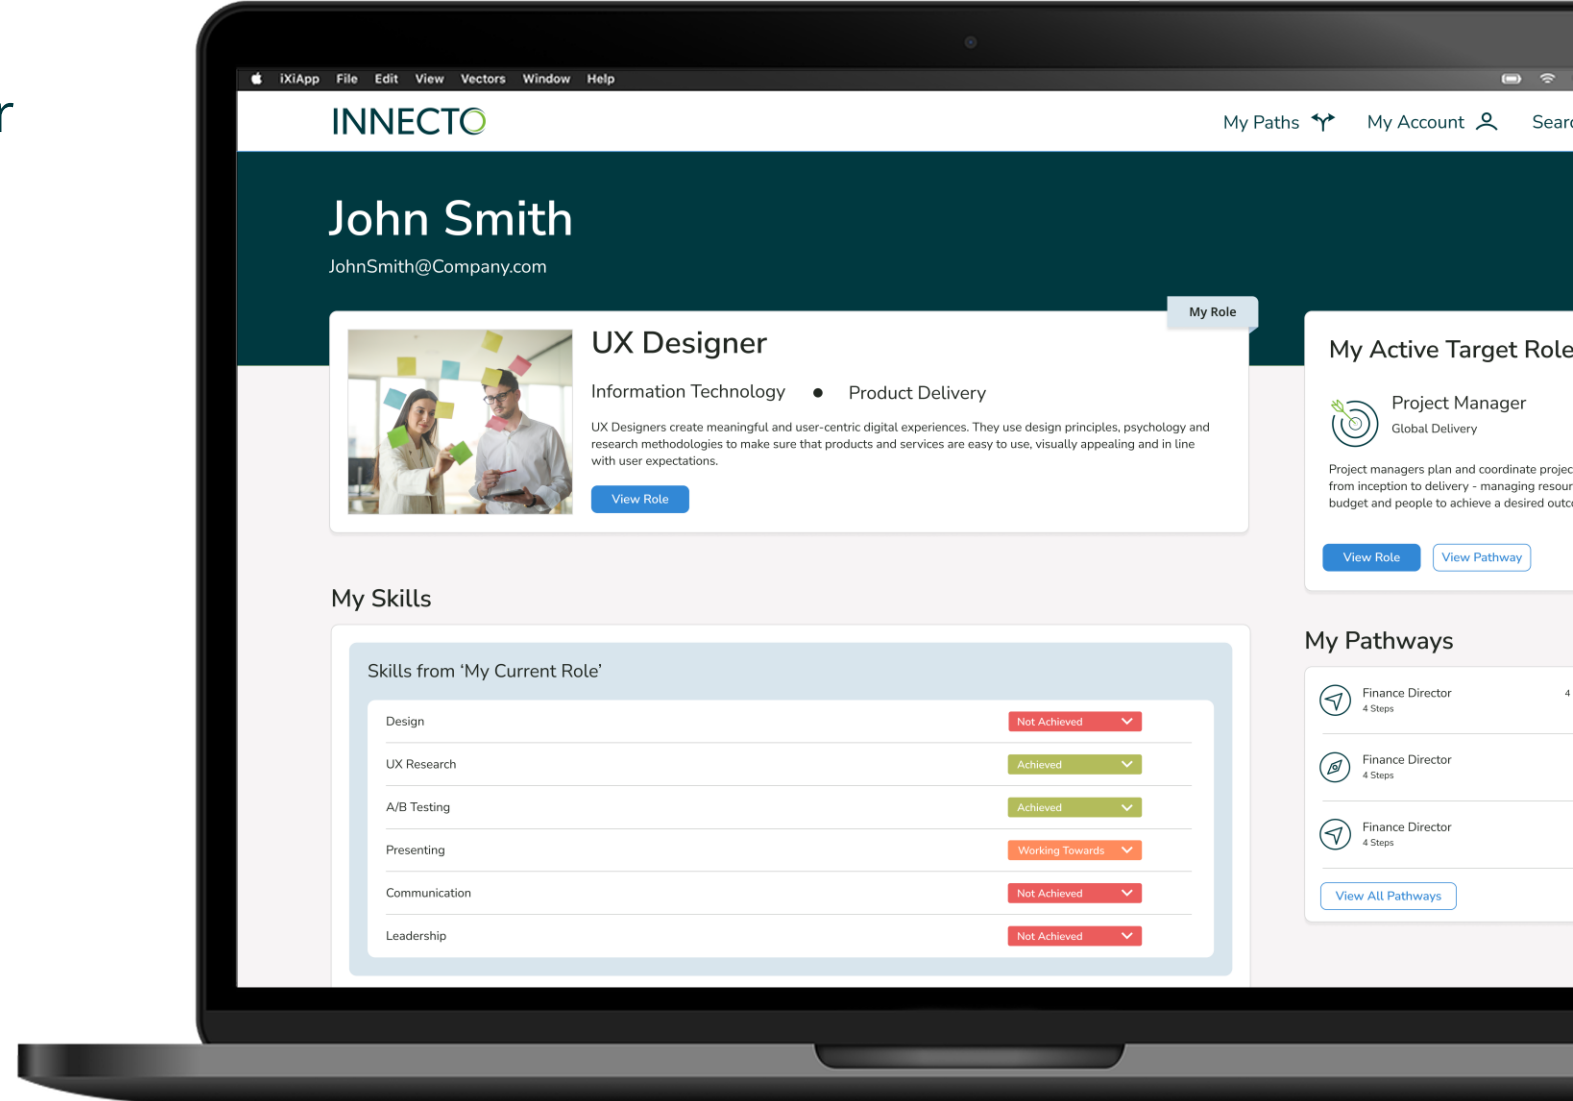 r
iXiApp File Edit View Vectors Window Help
INNECTO
My Paths My Account
John Smith
JohnSmith@Company.com
My Role
UX Designer
Information Technology • Product Delivery
UX Designers create meaningful and user-centric digital experiences. They use design principles, psychology and
research methodologies to make sure that products and services are easy to use, visually appealing and in line
with user expectations.
View Role
My Active Target Role
Project Manager
Global Delivery
Project managers plan and coordinate
from inception to delivery - managing
budget and people to achieve a desired
View Role View Pathway
My Skills
Skills from ‘My Current Role’
Design Not Achieved
UX Research Achieved
A/B Testing Achieved
Presenting Working Towards
Communication Not Achieved
Leadership Not Achieved
My Pathways
Finance Director 4
4 Steps
Finance Director
4 Steps
Finance Director
4 Steps
View All Pathways